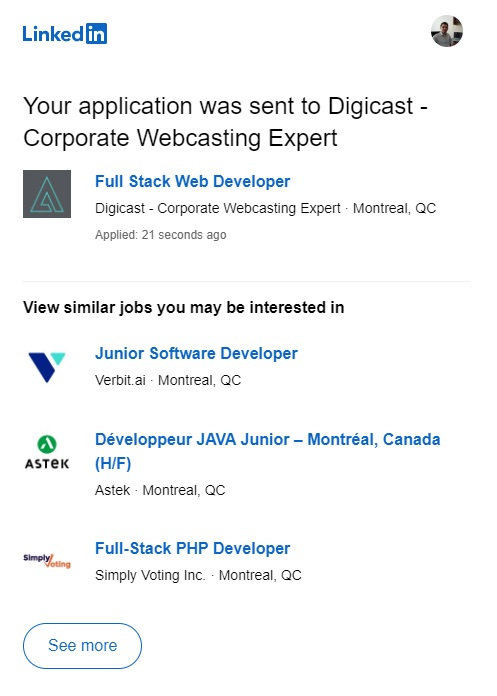 LinkedIn
Your application was sent to Digicast -
Corporate Webcasting Expert
Full Stack Web Developer
Digicast - Corporate Webcasting Expert · Montreal, QC
Applied: 21 seconds ago
View similar jobs you may be interested in
Junior Software Developer
Verbit.ai · Montreal, QC
Développeur JAVA Junior – Montréal, Canada
(H/F)
ASTEK
Astek · Montreal, QC
Full-Stack PHP Developer
Simply Voting
Simply Voting Inc. · Montreal, QC
See more